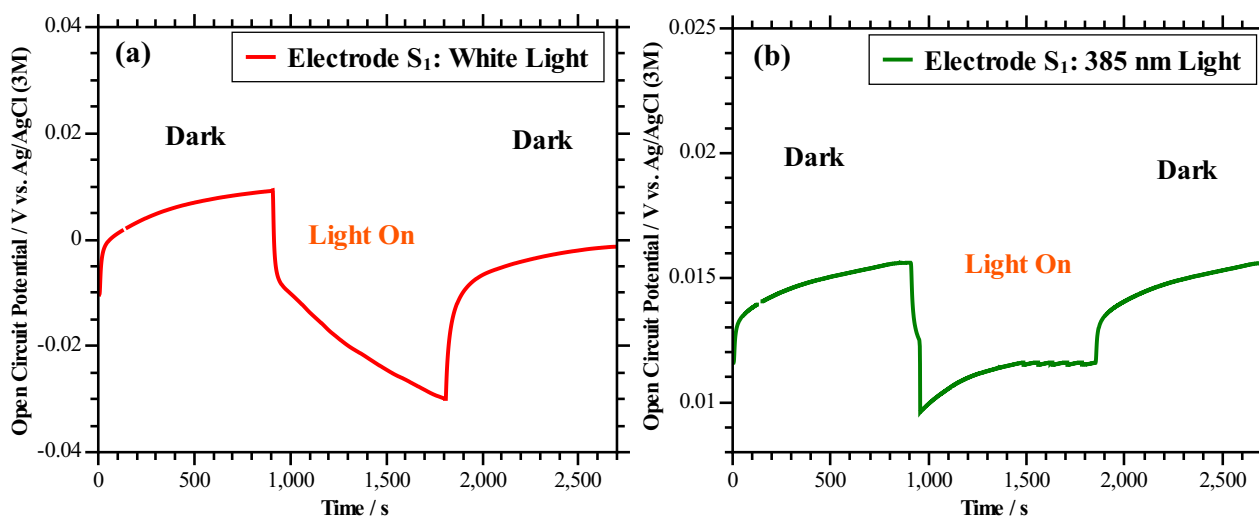 (a)
Electrode S₁: White Light
Dark
Dark
Light On
Open Circuit Potential / V vs. Ag/AgCl (3M)
0.04
0.02
0
-0.02
-0.04
0
500
1,000
1,500
2,000
2,500
Time / s
(b)
Electrode S₁: 385 nm Light
Dark
Dark
Light On
Open Circuit Potential / V vs. Ag/AgCl (3M)
0.025
0.02
0.015
0.01
0
500
1,000
1,500
2,000
2,500
Time / s